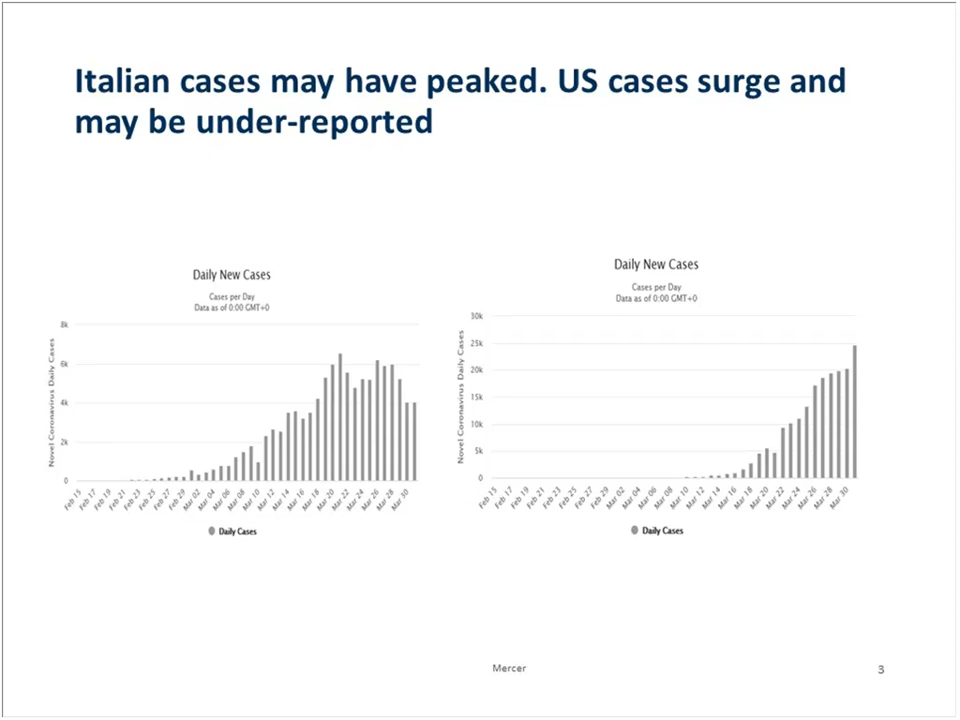 Italian cases may have peaked. US cases surge and
may be under-reported
Daily New Cases
Cases per Day
Data as of 0:00 GMT+0
Novel Coronavirus Daily Cases
8k
6k
4k
2k
0
Feb 15
Feb 17
Feb 19
Feb 21
Feb 23
Feb 25
Feb 27
Feb 29
Mar 02
Mar 04
Mar 06
Mar 08
Mar 10
Mar 12
Mar 14
Mar 16
Mar 18
Mar 20
Mar 22
Mar 24
Mar 26
Mar 28
Mar 30
Daily Cases
Daily New Cases
Cases per Day
Data as of 0:00 GMT+0
Novel Coronavirus Daily Cases
30k
25k
20k
15k
10k
5k
0
Feb 15
Feb 17
Feb 19
Feb 21
Feb 23
Feb 25
Feb 27
Feb 29
Mar 02
Mar 04
Mar 06
Mar 08
Mar 10
Mar 12
Mar 14
Mar 16
Mar 18
Mar 20
Mar 22
Mar 24
Mar 26
Mar 28
Mar 30
Daily Cases
Mercer
3